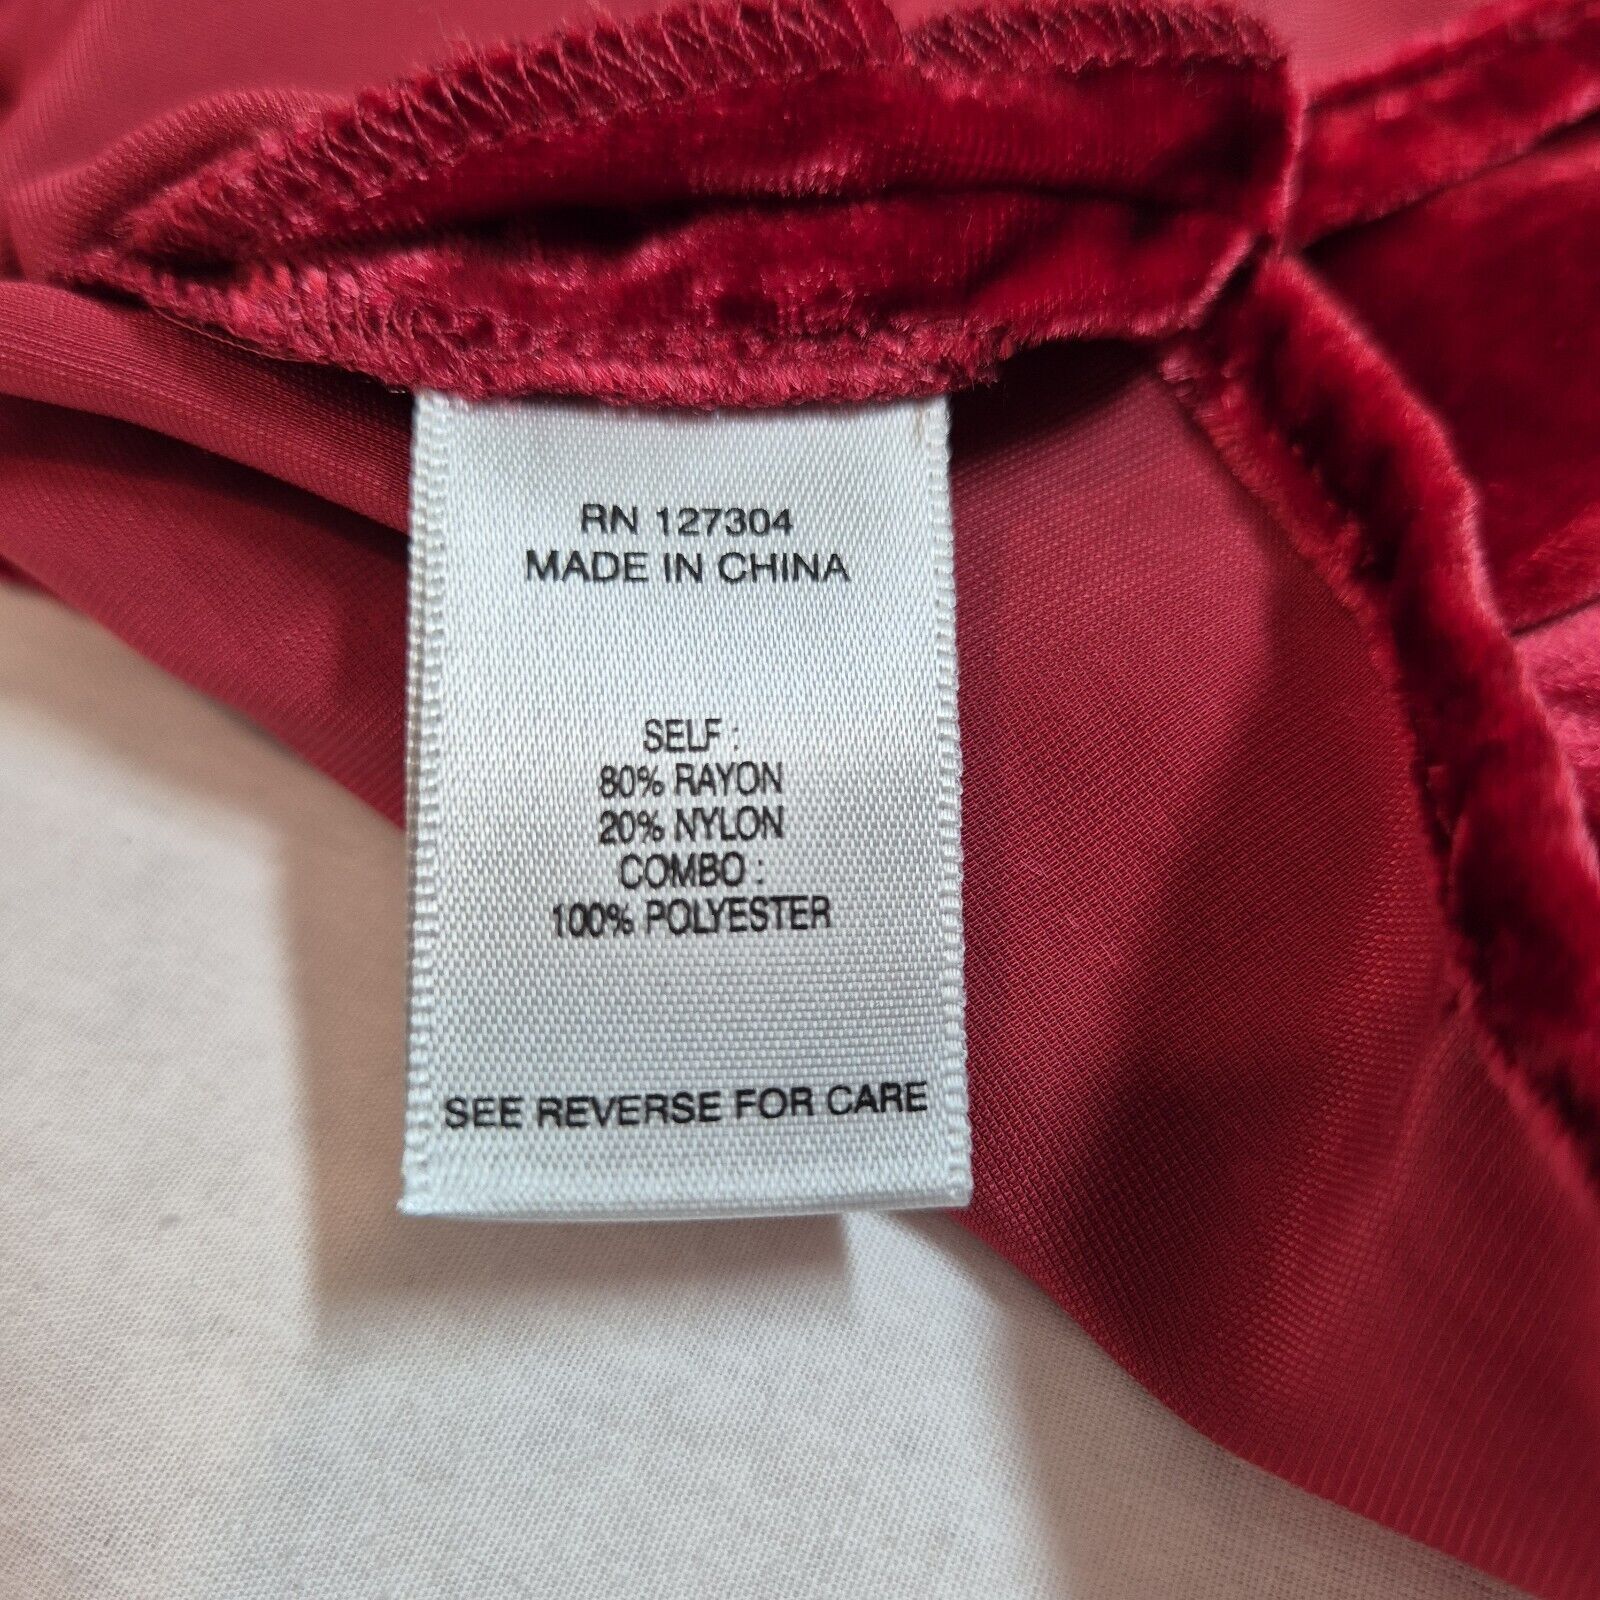 RN 127304
MADE IN CHINA
SELF :
80% RAYON
20% NYLON
COMBO :
100% POLYESTER
SEE REVERSE FOR CARE